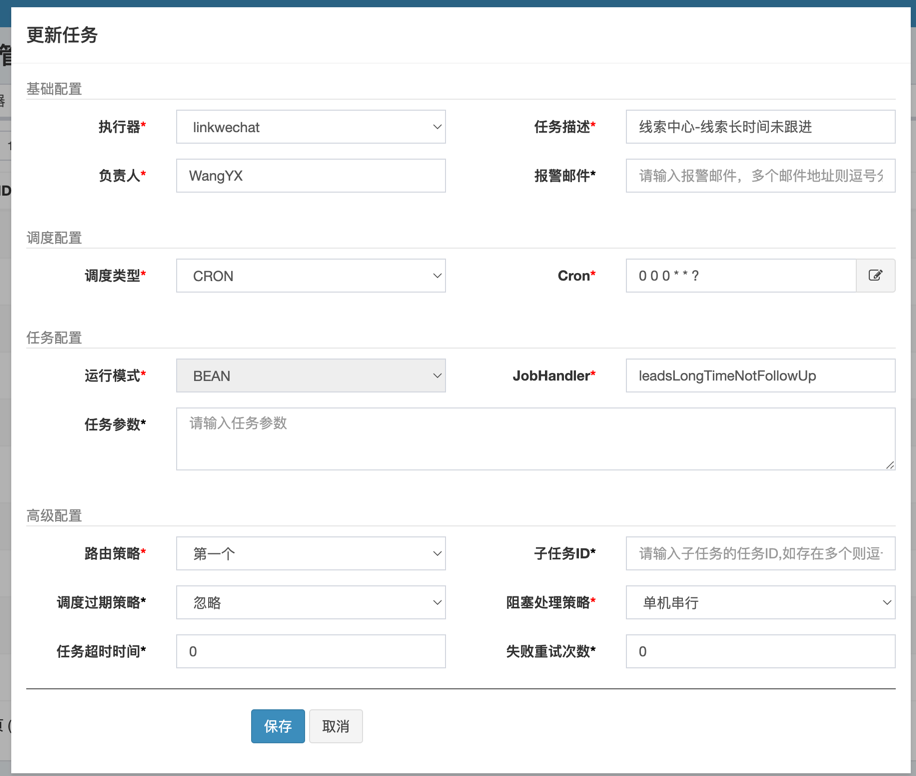 更新任务
基础配置
执行器* linkwechat 任务描述* 线索中心-线索长时间未跟进
负责人* WangYX 报警邮件* 请输入报警邮件，多个邮件地址则逗号分
调度配置
调度类型* CRON Cron* 0 0 0 * * ?
任务配置
运行模式* BEAN JobHandler* leadsLongTimeNotFollowUp
任务参数* 请输入任务参数
高级配置
路由策略* 第一个 子任务ID* 请输入子任务的任务ID,如存在多个则逗
调度过期策略* 忽略 阻塞处理策略* 单机串行
任务超时时间* 0 失败重试次数* 0
保存 取消